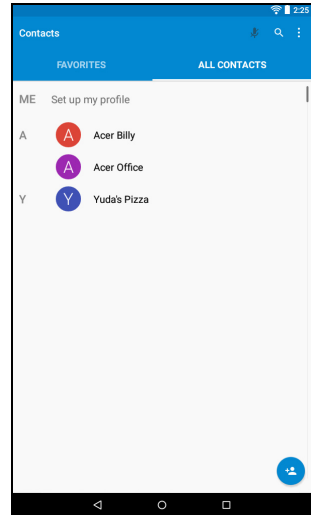 2:25
Contacts
FAVORITES ALL CONTACTS
ME Set up my profile
A A Acer Billy
A Acer Office
Y Y Yuda's Pizza